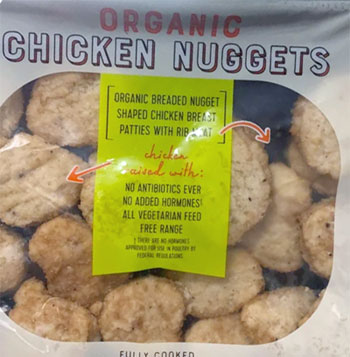 ORGANIC
CHICKEN NUGGETS
ORGANIC BREADED NUGGET
SHAPED CHICKEN BREAST
PATTIES WITH RIB MEAT
chicken
raised with:
NO ANTIBIOTICS EVER
NO ADDED HORMONES†
ALL VEGETARIAN FEED
FREE RANGE
† THERE ARE NO HORMONES
APPROVED FOR USE IN POULTRY BY
FEDERAL REGULATIONS.
FULLY COOKED